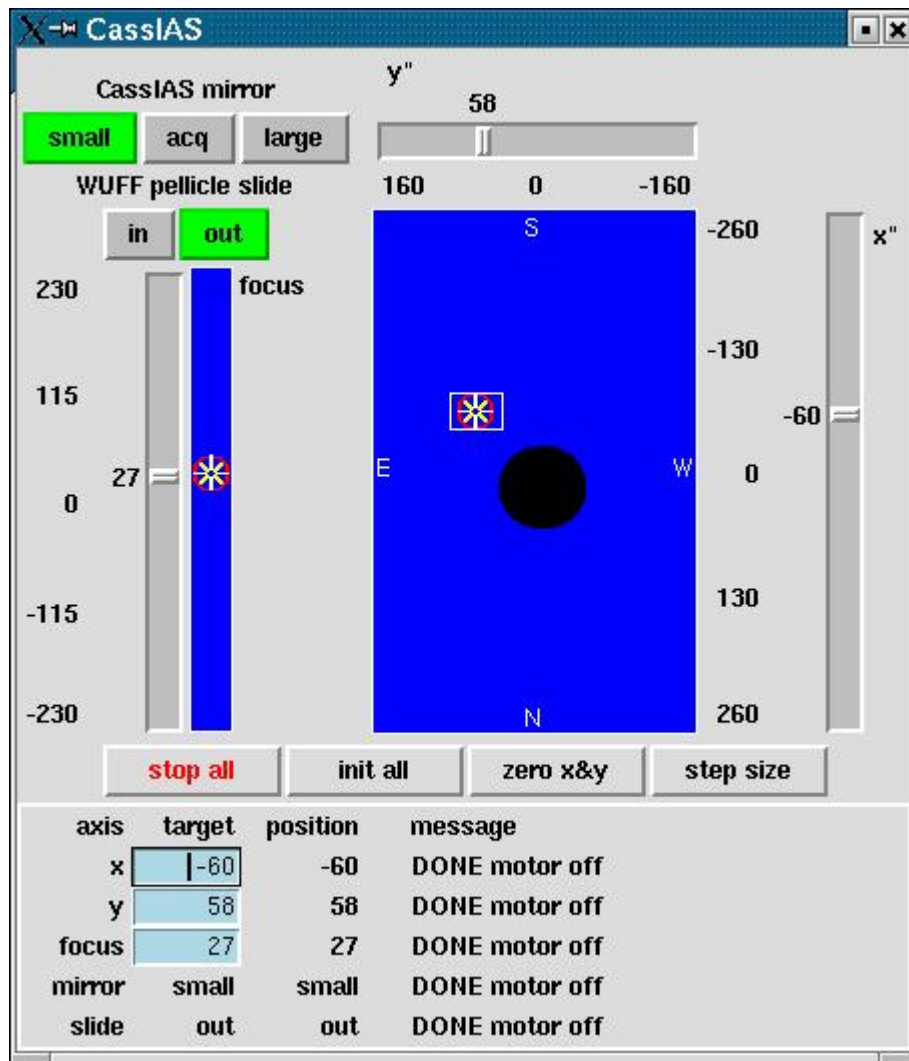 CassIAS
y"
CassIAS mirror
58
small acq large
WUFF pellicle slide
160 0 -160
in out
S
-260
x"
230
focus
-130
115
-60
E
W
27
0
0
-115
130
-230
N
260
stop all init all zero x&y step size
axis target position message
x -60 -60 DONE motor off
y 58 58 DONE motor off
focus 27 27 DONE motor off
mirror small small DONE motor off
slide out out DONE motor off